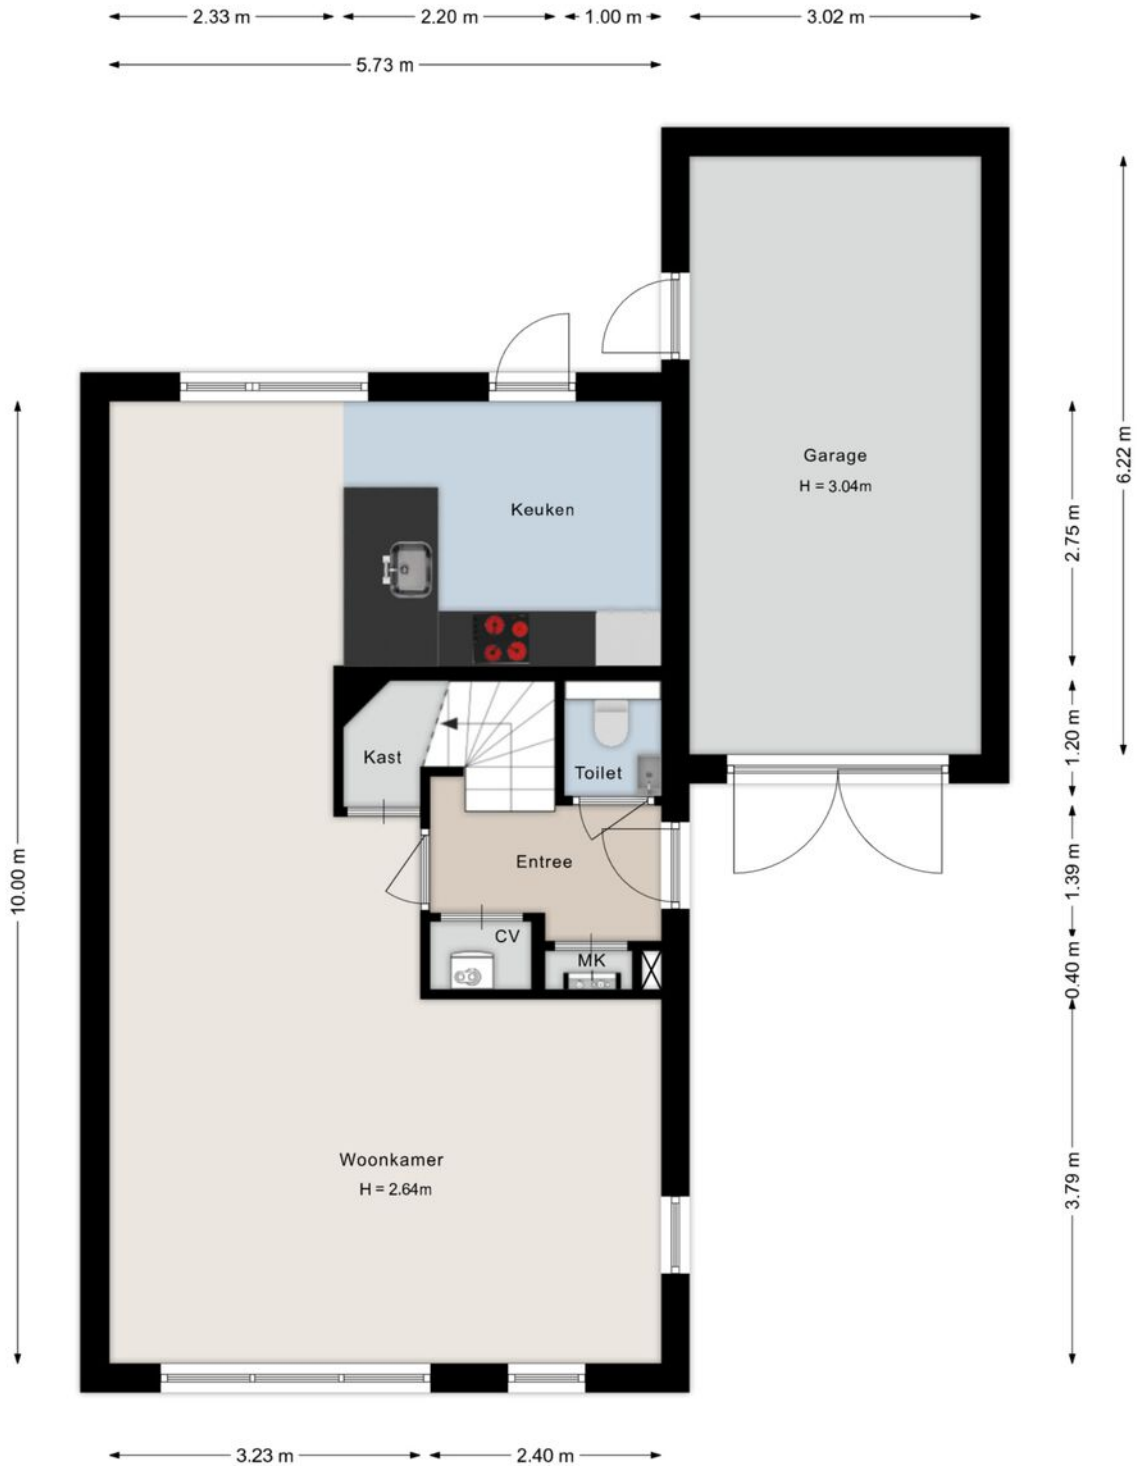 2.33 m
2.20 m
1.00 m
3.02 m
5.73 m
Garage
H = 3.04m
6.22 m
Keuken
2.75 m
Kast
Toilet
1.20 m
Entree
1.39 m
10.00 m
CV
MK
0.40 m
Woonkamer
H = 2.64m
3.79 m
3.23 m
2.40 m